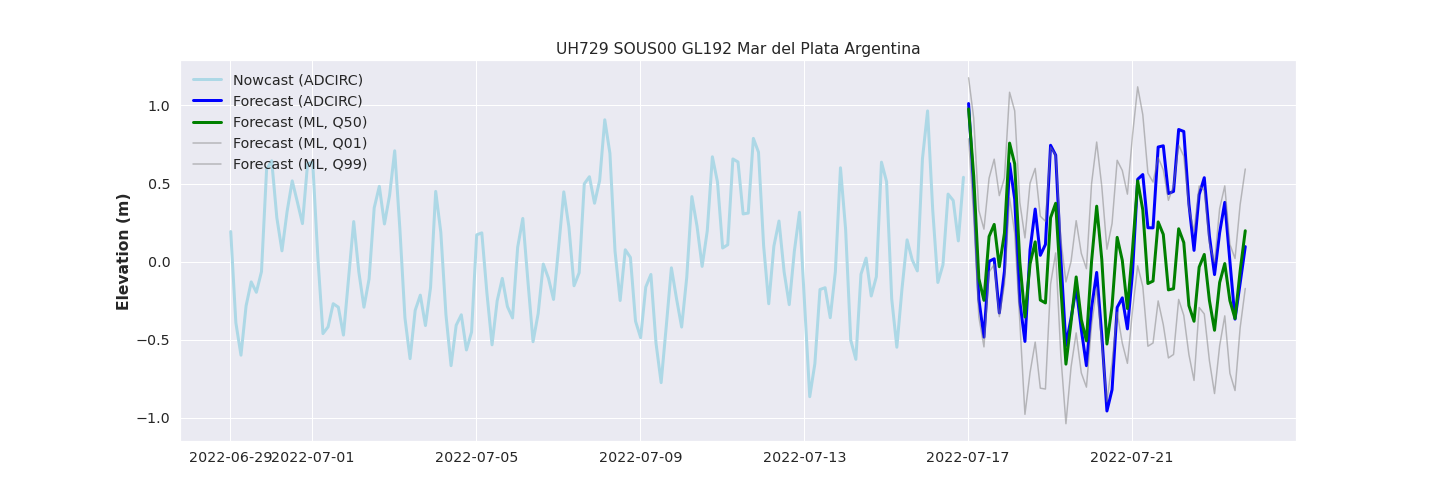 UH729 SOUS00 GL192 Mar del Plata Argentina
Nowcast (ADCIRC)
Forecast (ADCIRC)
Forecast (ML, Q50)
Forecast (ML, Q01)
Forecast (ML, Q99)
Elevation (m)
1.0
0.5
0.0
−0.5
−1.0
2022-06-29 2022-07-01 2022-07-05 2022-07-09 2022-07-13 2022-07-17 2022-07-21